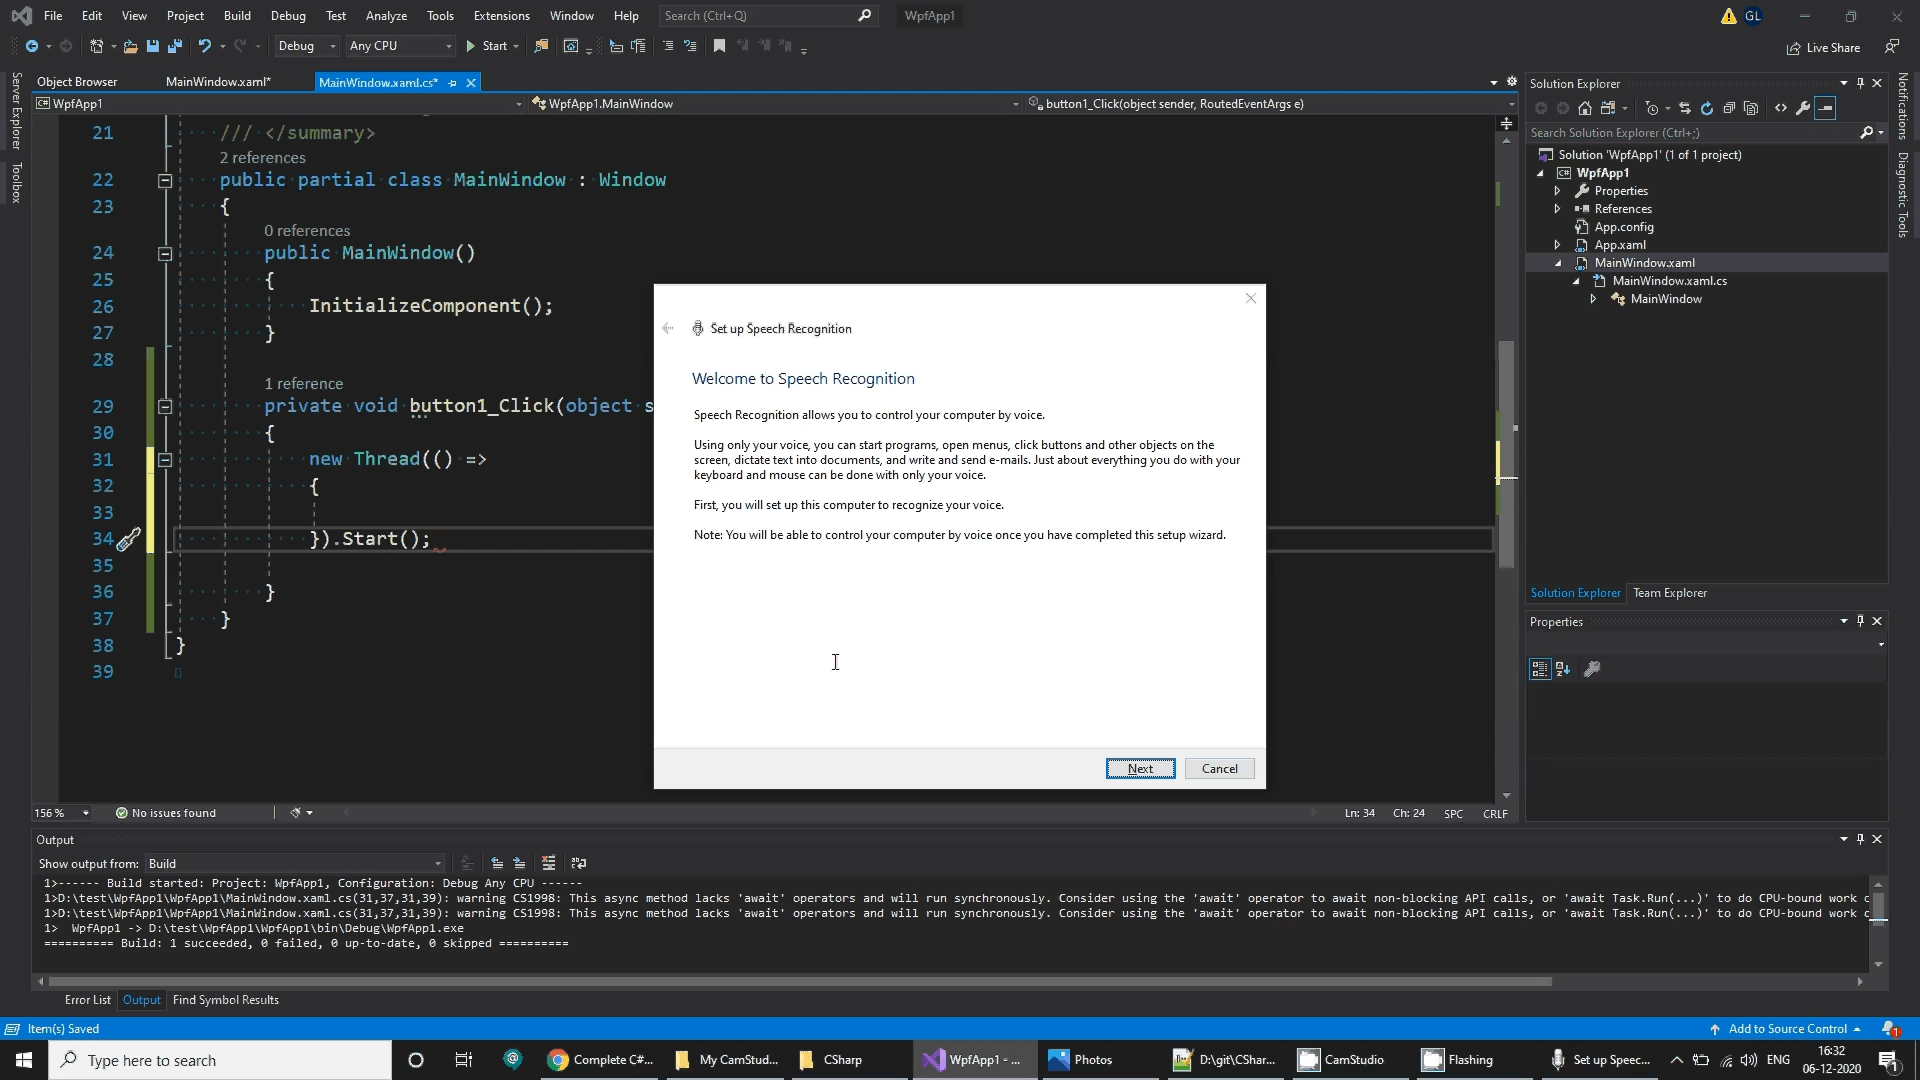 File Edit View Project Build Debug Test Analyze Tools Extensions Window Help Search (Ctrl+Q) WpfApp1 GL
Debug Any CPU Start Live Share
Object Browser MainWindow.xaml* MainWindow.xaml.cs*
WpfApp1 WpfApp1.MainWindow button1_Click(object sender, RoutedEventArgs e)
Server Explorer
Toolbox
21 /// </summary>
2 references
22 public partial class MainWindow : Window
23 {
0 references
24 public MainWindow()
25 {
26 InitializeComponent();
27 }
28
1 reference
29 private void button1_Click(object s
30 {
31 new Thread(() =>
32 {
33
34 }).Start();
35
36 }
37 }
38 }
39
Set up Speech Recognition
Welcome to Speech Recognition
Speech Recognition allows you to control your computer by voice.
Using only your voice, you can start programs, open menus, click buttons and other objects on the
screen, dictate text into documents, and write and send e-mails. Just about everything you do with your
keyboard and mouse can be done with only your voice.
First, you will set up this computer to recognize your voice.
Note: You will be able to control your computer by voice once you have completed this setup wizard.
Next Cancel
156 % No issues found Ln: 34 Ch: 24 SPC CRLF
Solution Explorer
Search Solution Explorer (Ctrl+;)
Solution 'WpfApp1' (1 of 1 project)
WpfApp1
Properties
References
App.config
App.xaml
MainWindow.xaml
MainWindow.xaml.cs
MainWindow
Solution Explorer Team Explorer
Properties
Notifications
Diagnostic Tools
Output
Show output from: Build
1>------ Build started: Project: WpfApp1, Configuration: Debug Any CPU ------
1>D:\test\WpfApp1\WpfApp1\MainWindow.xaml.cs(31,37,31,39): warning CS1998: This async method lacks 'await' operators and will run synchronously. Consider using the 'await' operator to await non-blocking API calls, or 'await Task.Run(...)' to do CPU-bound work c
1>D:\test\WpfApp1\WpfApp1\MainWindow.xaml.cs(31,37,31,39): warning CS1998: This async method lacks 'await' operators and will run synchronously. Consider using the 'await' operator to await non-blocking API calls, or 'await Task.Run(...)' to do CPU-bound work c
1> WpfApp1 -> D:\test\WpfApp1\WpfApp1\bin\Debug\WpfApp1.exe
========== Build: 1 succeeded, 0 failed, 0 up-to-date, 0 skipped ==========
Error List Output Find Symbol Results
Item(s) Saved Add to Source Control 1
Type here to search Complete C#... My CamStud... CSharp WpfApp1 - ... Photos D:\git\CShar... CamStudio Flashing Set up Speec... ENG 16:32
06-12-2020 1